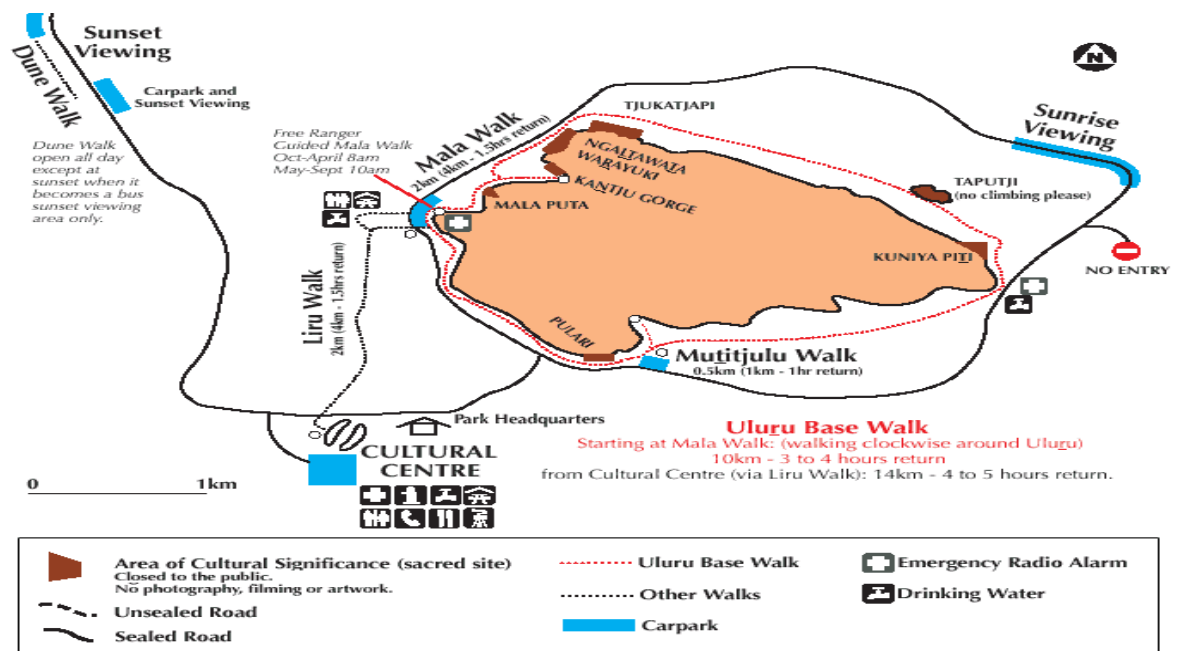 Sunset
Viewing
Dune Walk
Carpark and
Sunset Viewing
Dune Walk
open all day
except at
sunset when it
becomes a bus
sunset viewing
area only.
Free Ranger
Guided Mala Walk
Oct-April 8am
May-Sept 10am
Mala Walk
2km (4km - 1.5hrs return)
TJUKATJAPI
NGALṮAWAṮA
WAṞAYUKI
KANTJU GORGE
MALA PUTA
N
Sunrise
Viewing
TAPUTJI
(no climbing please)
KUNIYA PIṮI
NO ENTRY
Liru Walk
2km (4km - 1.5hrs return)
PULARI
Muṯitjulu Walk
0.5km (1km - 1hr return)
Park Headquarters
CULTURAL
CENTRE
Uluṟu Base Walk
Starting at Mala Walk: (walking clockwise around Uluṟu)
10km - 3 to 4 hours return
from Cultural Centre (via Liru Walk): 14km - 4 to 5 hours return.
0 1km
Area of Cultural Significance (sacred site)
Closed to the public.
No photography, filming or artwork.
Unsealed Road
Sealed Road
Uluru Base Walk
Other Walks
Carpark
Emergency Radio Alarm
Drinking Water